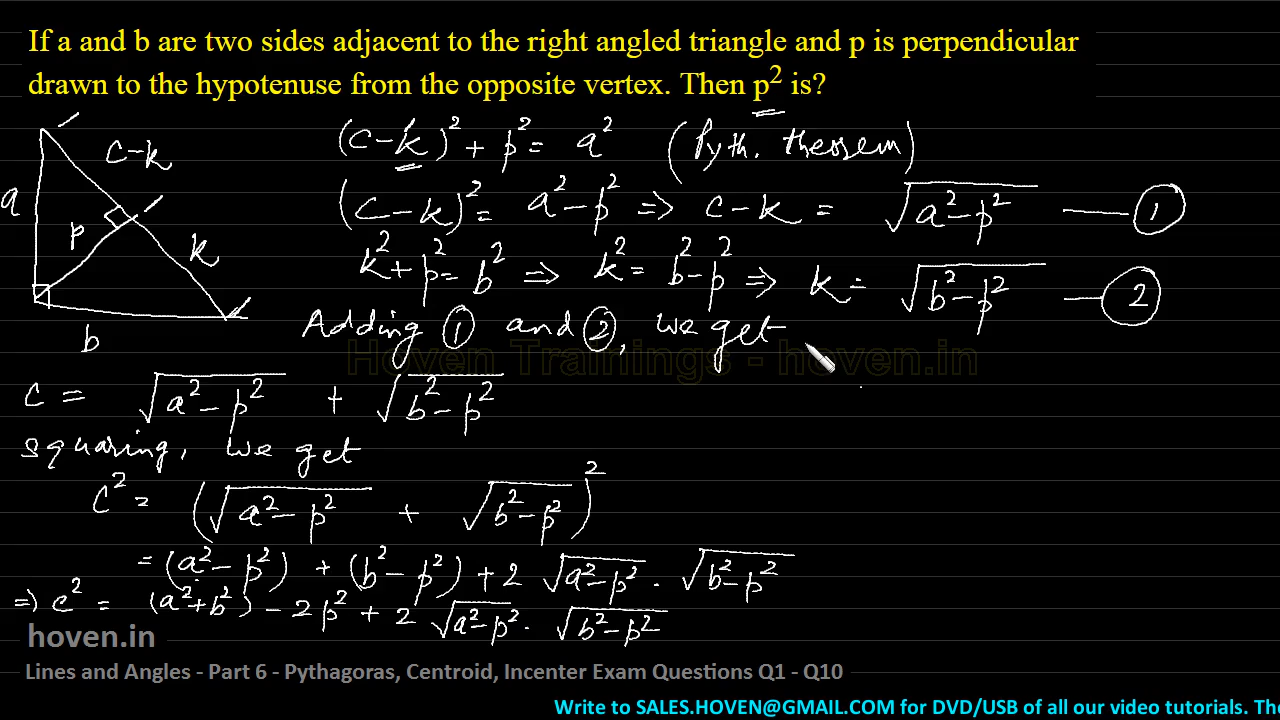 If a and b are two sides adjacent to the right angled triangle and p is perpendicular
drawn to the hypotenuse from the opposite vertex. Then p² is?
c-k
a
p
k
b
(c-k)² + p² = a² (Pyth. theorem)
(c-k)² = a²-p² => c-k = √(a²-p²) —— ①
k²+p² = b² => k² = b²-p² => k = √(b²-p²) —— ②
Adding ① and ②, we get
Hoven Trainings - hoven.in
c = √(a²-p²) + √(b²-p²)
squaring, we get
c² = (√(a²-p²) + √(b²-p²))²
= (a²-p²) + (b²-p²) + 2 √(a²-p²) . √(b²-p²)
=> c² = (a²+b²) - 2p² + 2 √(a²-p²) . √(b²-p²)
hoven.in
Lines and Angles - Part 6 - Pythagoras, Centroid, Incenter Exam Questions Q1 - Q10
Write to SALES.HOVEN@GMAIL.COM for DVD/USB of all our video tutorials. Th